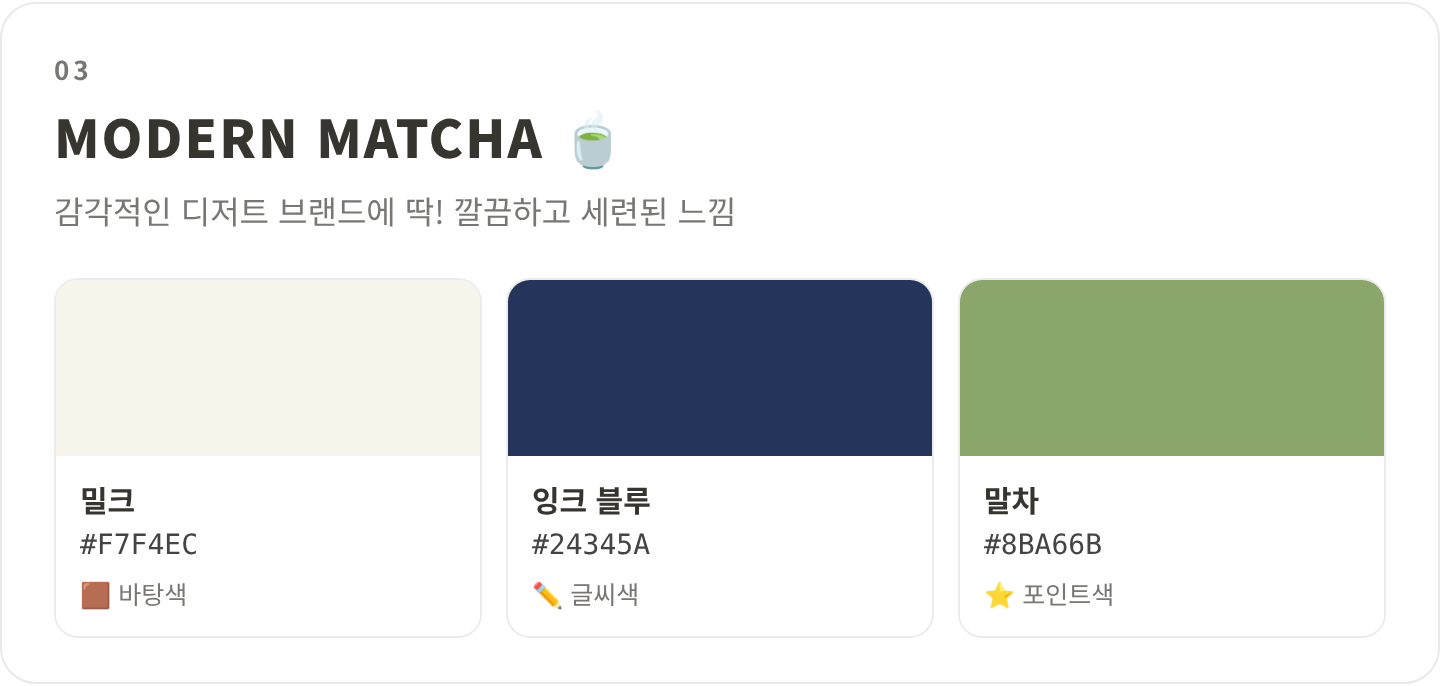 03
MODERN MATCHA 🍵
감각적인 디저트 브랜드에 딱! 깔끔하고 세련된 느낌
밀크
#F7F4EC
🟫 바탕색
잉크 블루
#24345A
✏️ 글씨색
말차
#8BA66B
⭐ 포인트색